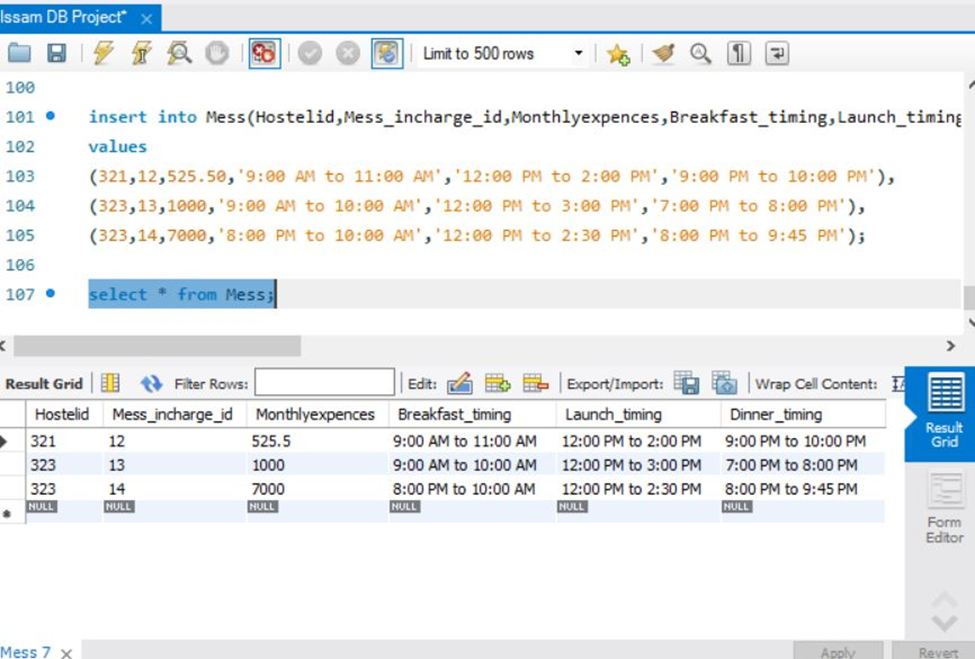 Issam DB Project*
Limit to 500 rows
100
101 insert into Mess(Hostelid,Mess_incharge_id,Monthlyexpences,Breakfast_timing,Launch_timing
102 values
103 (321,12,525.50,'9:00 AM to 11:00 AM','12:00 PM to 2:00 PM','9:00 PM to 10:00 PM'),
104 (323,13,1000,'9:00 AM to 10:00 AM','12:00 PM to 3:00 PM','7:00 PM to 8:00 PM'),
105 (323,14,7000,'8:00 PM to 10:00 AM','12:00 PM to 2:30 PM','8:00 PM to 9:45 PM');
106
107 select * from Mess;
Result Grid Filter Rows: Edit: Export/Import: Wrap Cell Content: IA
Hostelid Mess_incharge_id Monthlyexpences Breakfast_timing Launch_timing Dinner_timing
321 12 525.5 9:00 AM to 11:00 AM 12:00 PM to 2:00 PM 9:00 PM to 10:00 PM
323 13 1000 9:00 AM to 10:00 AM 12:00 PM to 3:00 PM 7:00 PM to 8:00 PM
323 14 7000 8:00 PM to 10:00 AM 12:00 PM to 2:30 PM 8:00 PM to 9:45 PM
NULL NULL NULL NULL NULL NULL
Result
Grid
Form
Editor
Mess 7
Apply Revert